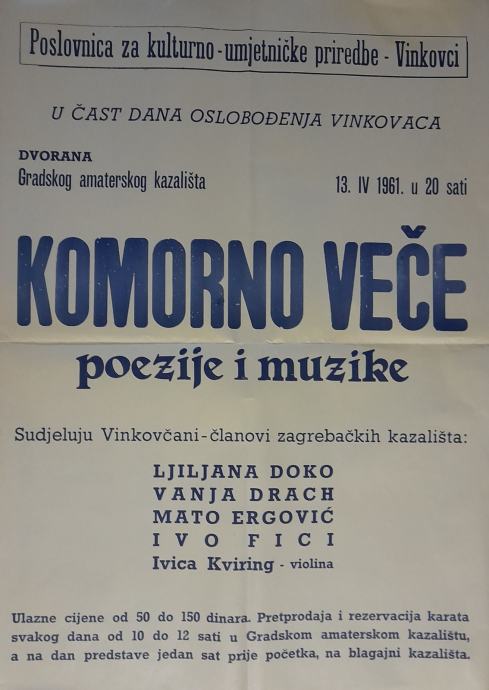 Poslovnica za kulturno-umjetničke priredbe - Vinkovci
U ČAST DANA OSLOBOĐENJA VINKOVACA
DVORANA
Gradskog amaterskog kazališta
13. IV 1961. u 20 sati
KOMORNO VEČE
poezije i muzike
Sudjeluju Vinkovčani-članovi zagrebačkih kazališta:
LJILJANA DOKO
VANJA DRACH
MATO ERGOVIĆ
IVO FICI
Ivica Kviring - violina
Ulazne cijene od 50 do 150 dinara. Pretprodaja i rezervacija karata
svakog dana od 10 do 12 sati u Gradskom amaterskom kazalištu,
a na dan predstave jedan sat prije početka, na blagajni kazališta.